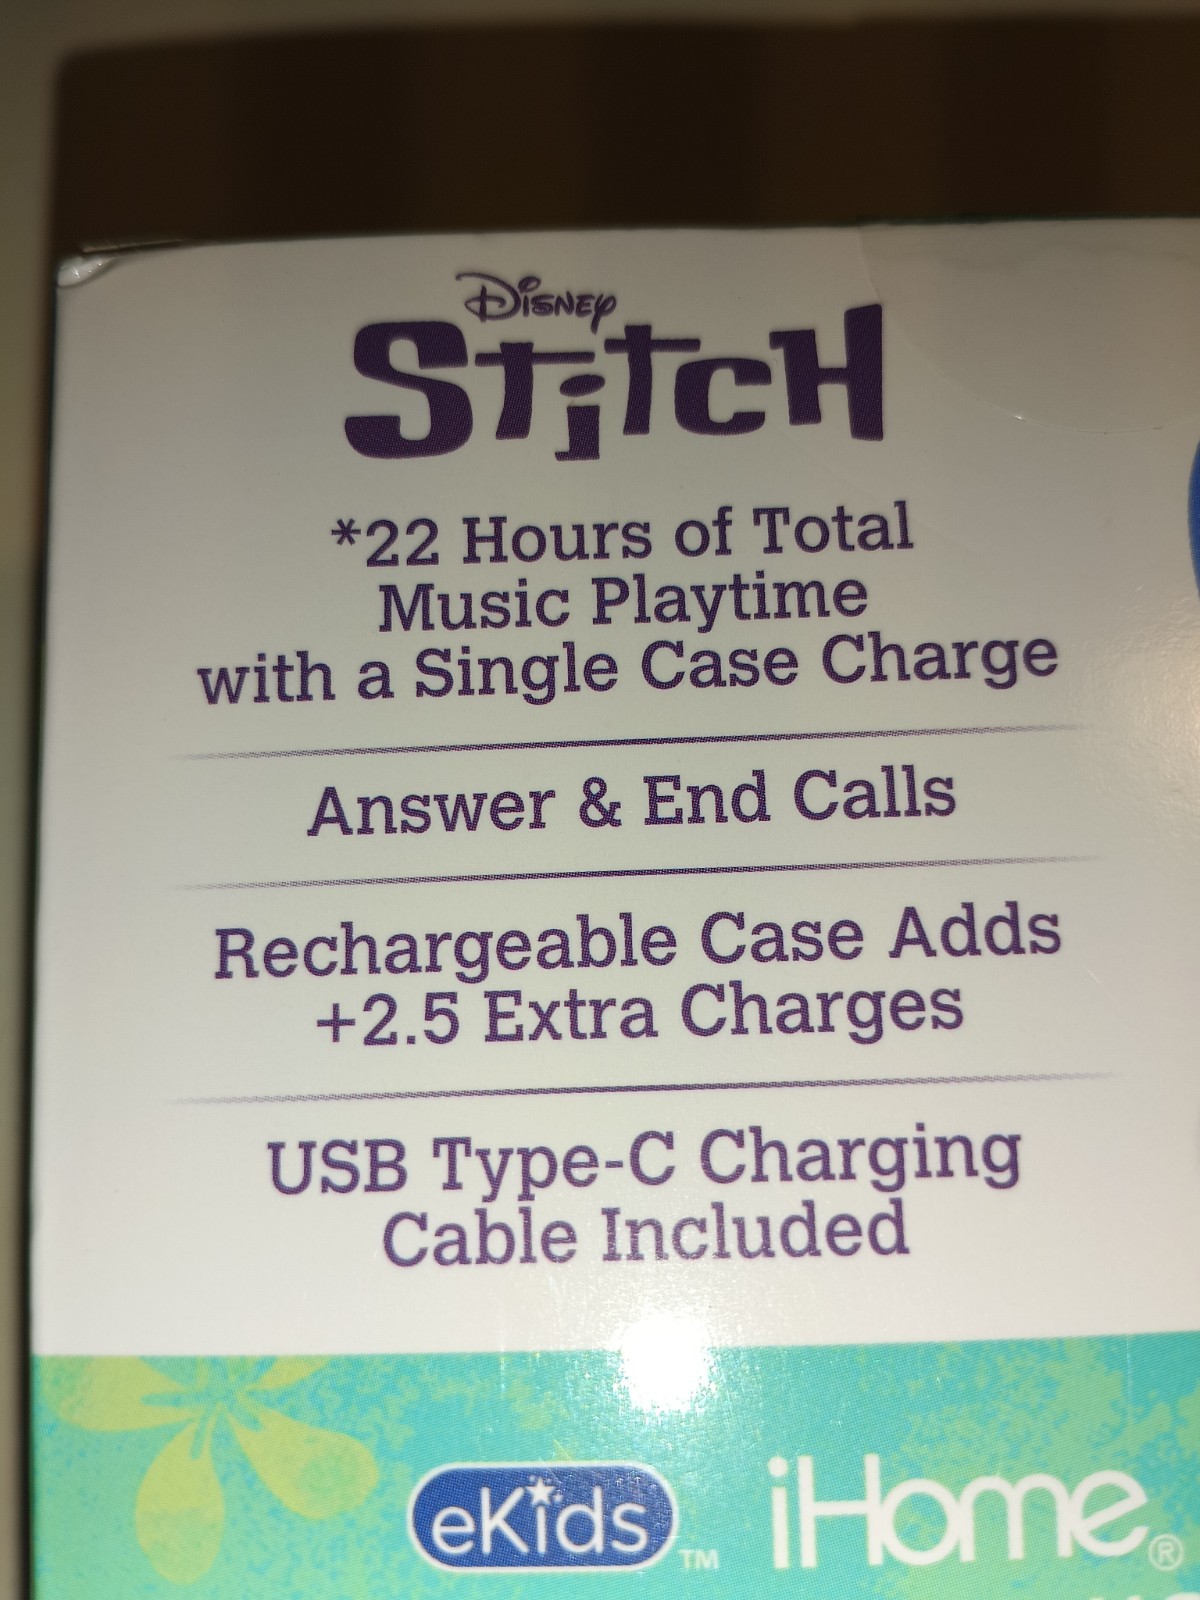 Disney
Stitch
*22 Hours of Total
Music Playtime
with a Single Case Charge
Answer & End Calls
Rechargeable Case Adds
+2.5 Extra Charges
USB Type-C Charging
Cable Included
eKids™ iHome®